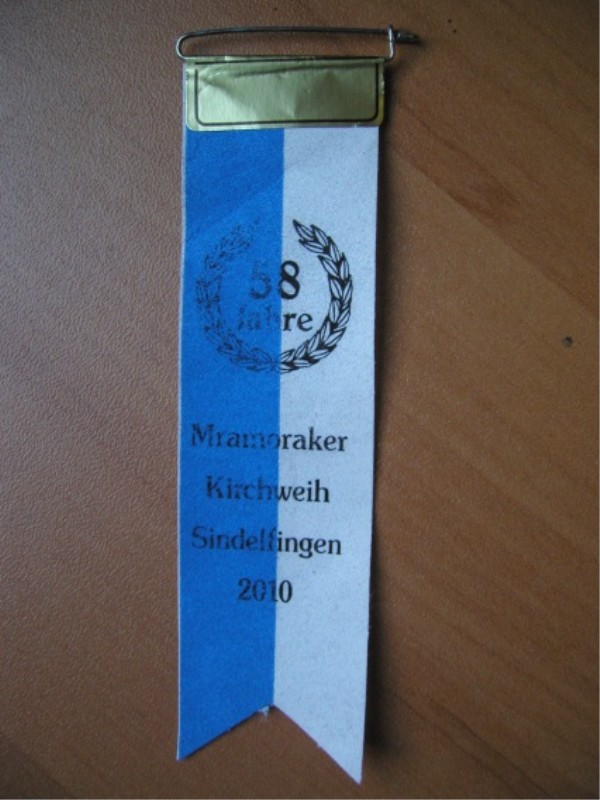 58
Jahre
Mramoraker
Kirchweih
Sindelfingen
2010